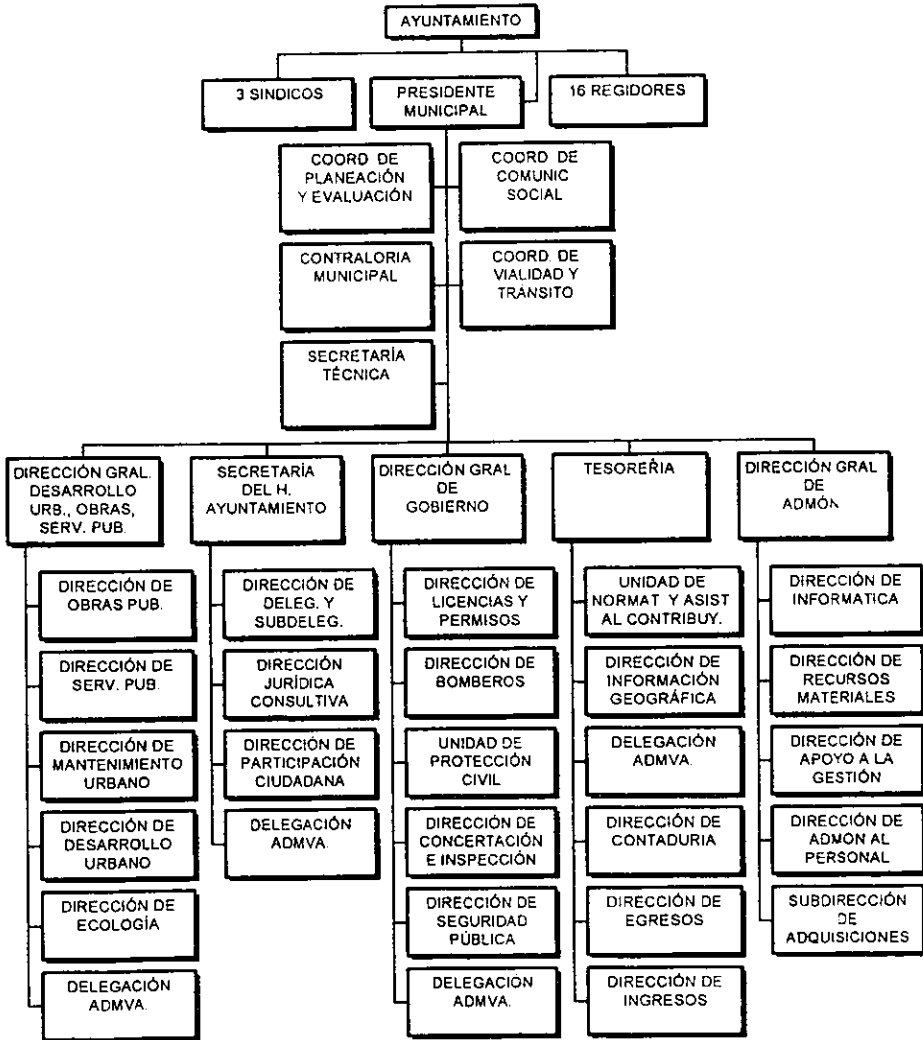 AYUNTAMIENTO
3 SINDICOS
PRESIDENTE
MUNICIPAL
16 REGIDORES
COORD DE
PLANEACIÓN
Y EVALUACIÓN
COORD DE
COMUNIC
SOCIAL
CONTRALORIA
MUNICIPAL
COORD. DE
VIALIDAD Y
TRÁNSITO
SECRETARÍA
TÉCNICA
DIRECCIÓN GRAL.
DESARROLLO
URB., OBRAS,
SERV. PUB.
SECRETARÍA
DEL H.
AYUNTAMIENTO
DIRECCIÓN GRAL
DE
GOBIERNO
TESORERÍA
DIRECCIÓN GRAL
DE
ADMÓN
DIRECCIÓN DE
OBRAS PUB.
DIRECCIÓN DE
SERV. PUB.
DIRECCIÓN DE
MANTENIMIENTO
URBANO
DIRECCIÓN DE
DESARROLLO
URBANO
DIRECCIÓN DE
ECOLOGÍA
DELEGACIÓN
ADMVA.
DIRECCIÓN DE
DELEG. Y
SUBDELEG.
DIRECCIÓN
JURÍDICA
CONSULTIVA
DIRECCIÓN DE
PARTICIPACIÓN
CIUDADANA
DELEGACIÓN
ADMVA.
DIRECCIÓN DE
LICENCIAS Y
PERMISOS
DIRECCIÓN DE
BOMBEROS
UNIDAD DE
PROTECCIÓN
CIVIL
DIRECCIÓN DE
CONCERTACIÓN
E INSPECCIÓN
DIRECCIÓN DE
SEGURIDAD
PÚBLICA
DELEGACIÓN
ADMVA.
UNIDAD DE
NORMAT Y ASIST
AL CONTRIBUY.
DIRECCIÓN DE
INFORMACIÓN
GEOGRÁFICA
DELEGACIÓN
ADMVA.
DIRECCIÓN DE
CONTADURIA
DIRECCIÓN DE
EGRESOS
DIRECCIÓN DE
INGRESOS
DIRECCIÓN DE
INFORMATICA
DIRECCIÓN DE
RECURSOS
MATERIALES
DIRECCIÓN DE
APOYO A LA
GESTIÓN
DIRECCIÓN DE
ADMON AL
PERSONAL
SUBDIRECCIÓN
DE
ADQUISICIONES